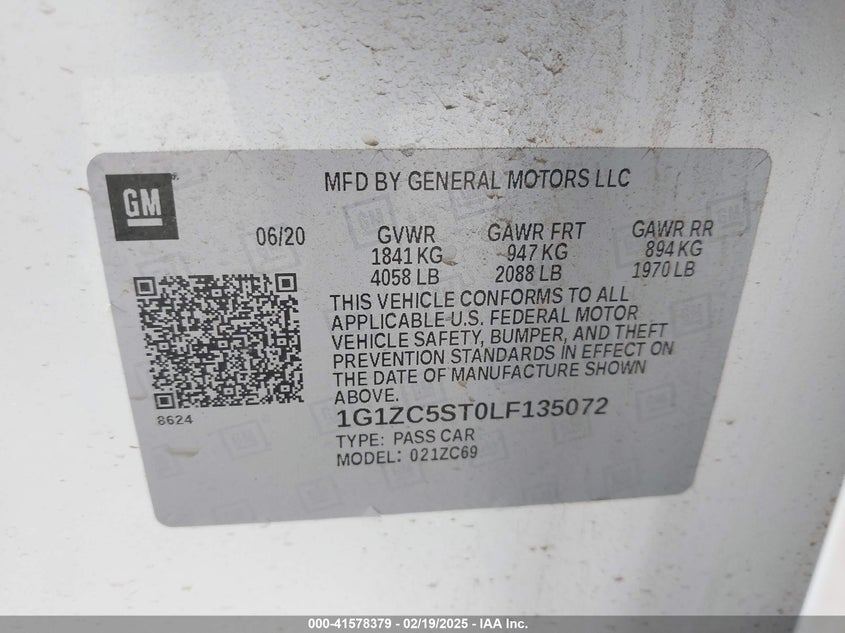 GM
MFD BY GENERAL MOTORS LLC
06/20
GVWR GAWR FRT GAWR RR
1841 KG 947 KG 894 KG
4058 LB 2088 LB 1970 LB
THIS VEHICLE CONFORMS TO ALL
APPLICABLE U.S. FEDERAL MOTOR
VEHICLE SAFETY, BUMPER, AND THEFT
PREVENTION STANDARDS IN EFFECT ON
THE DATE OF MANUFACTURE SHOWN
ABOVE.
8624
1G1ZC5ST0LF135072
TYPE: PASS CAR
MODEL: 021ZC69
000-41578379 - 02/19/2025 - IAA Inc.